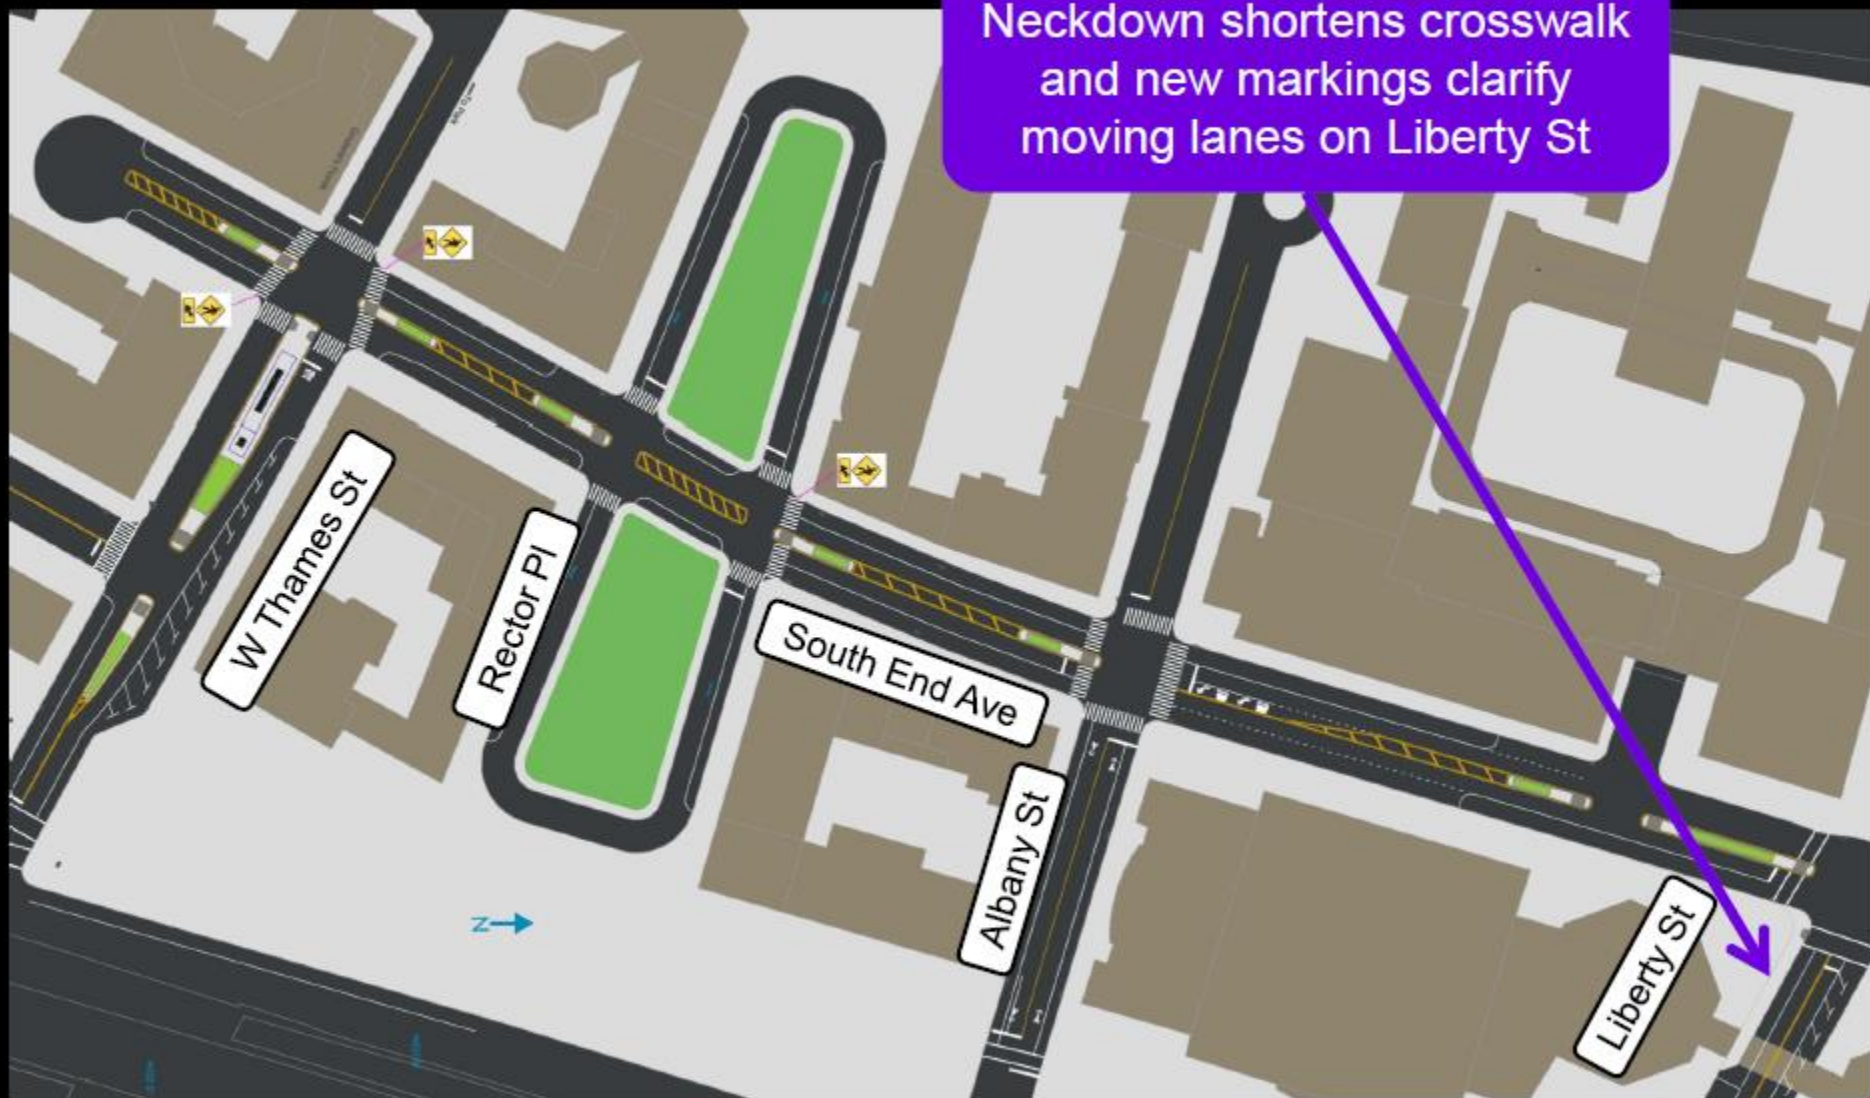 Neckdown shortens crosswalk
and new markings clarify
moving lanes on Liberty St
W Thames St
Rector Pl
South End Ave
Albany St
Liberty St
N